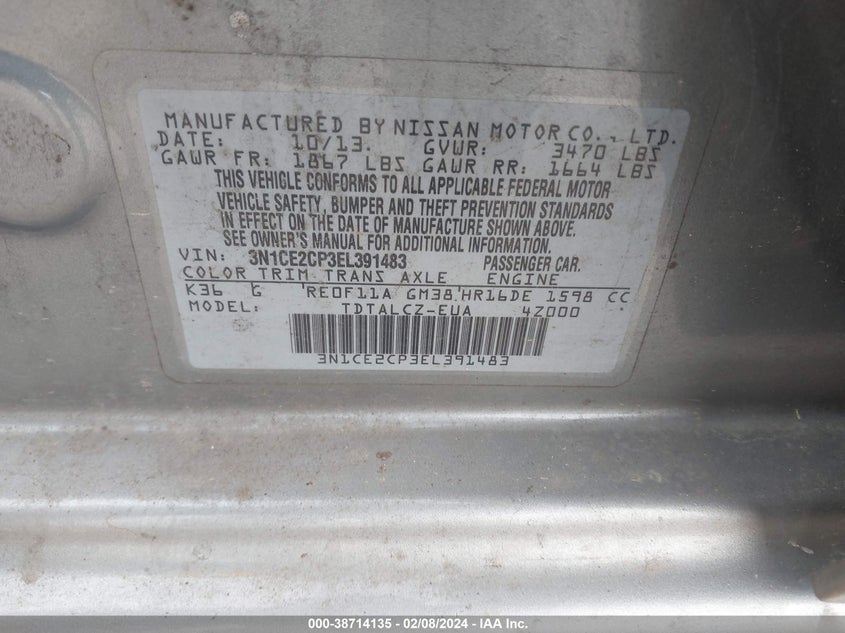 MANUFACTURED BY NISSAN MOTOR CO., LTD.
DATE: 10/13. GVWR: 3470 LBS
GAWR FR: 1867 LBS GAWR RR: 1664 LBS
THIS VEHICLE CONFORMS TO ALL APPLICABLE FEDERAL MOTOR
VEHICLE SAFETY, BUMPER AND THEFT PREVENTION STANDARDS
IN EFFECT ON THE DATE OF MANUFACTURE SHOWN ABOVE.
SEE OWNER'S MANUAL FOR ADDITIONAL INFORMATION.
VIN: 3N1CE2CP3EL391483 PASSENGER CAR.
COLOR TRIM TRANS AXLE ENGINE
K36 G RE0F11A GM38 HR16DE 1598 CC
MODEL: TDTALCZ-EUA 4Z000
3N1CE2CP3EL391483
000-38714135 - 02/08/2024 - IAAI.com